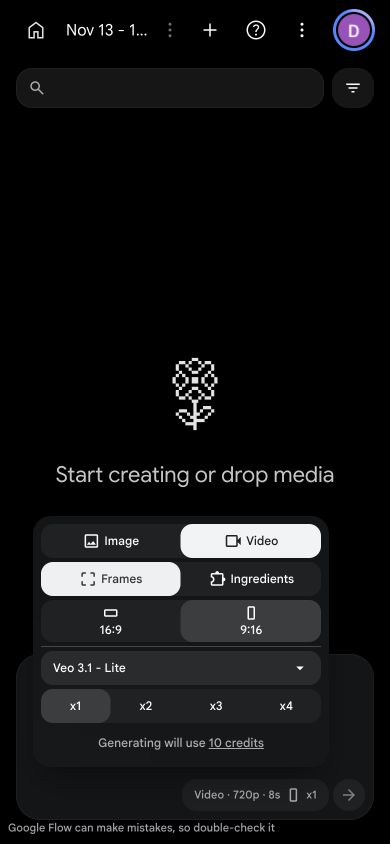 Nov 13 - 1...
D
Start creating or drop media
Image
Video
Frames
Ingredients
16:9
9:16
Veo 3.1 - Lite
x1
x2
x3
x4
Generating will use 10 credits
Video · 720p · 8s x1
Google Flow can make mistakes, so double-check it